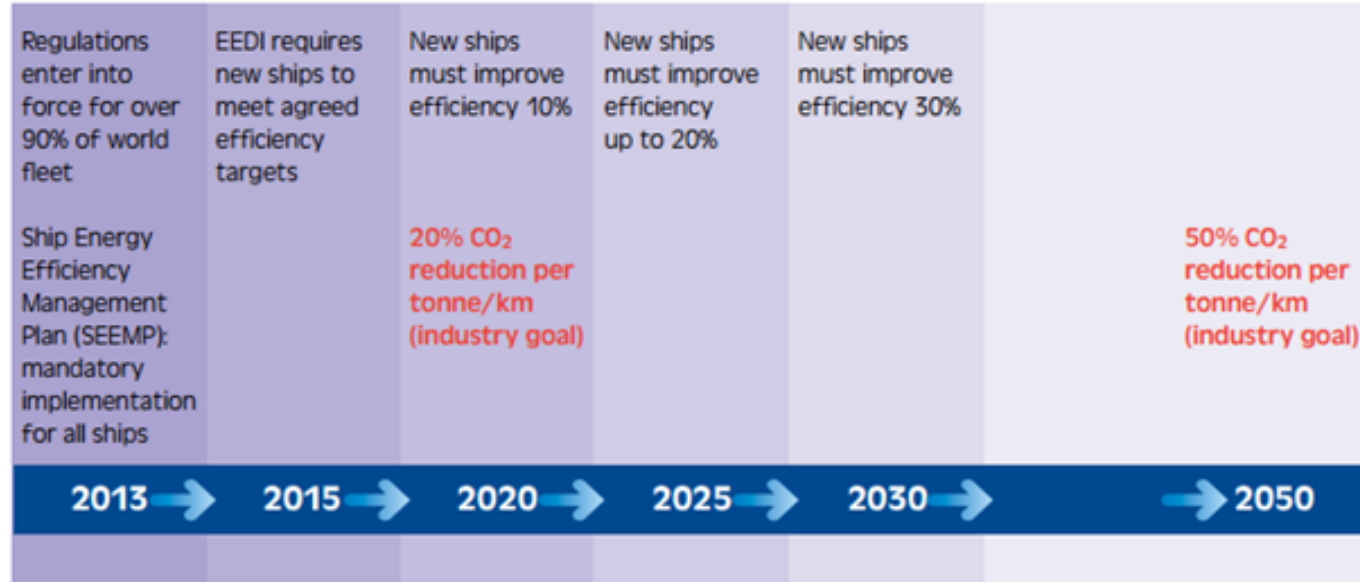 Regulations
enter into
force for over
90% of world
fleet
Ship Energy
Efficiency
Management
Plan (SEEMP):
mandatory
implementation
for all ships
EEDI requires
new ships to
meet agreed
efficiency
targets
New ships
must improve
efficiency 10%
20% CO₂
reduction per
tonne/km
(industry goal)
New ships
must improve
efficiency
up to 20%
New ships
must improve
efficiency 30%
50% CO₂
reduction per
tonne/km
(industry goal)
2013 2015 2020 2025 2030 2050